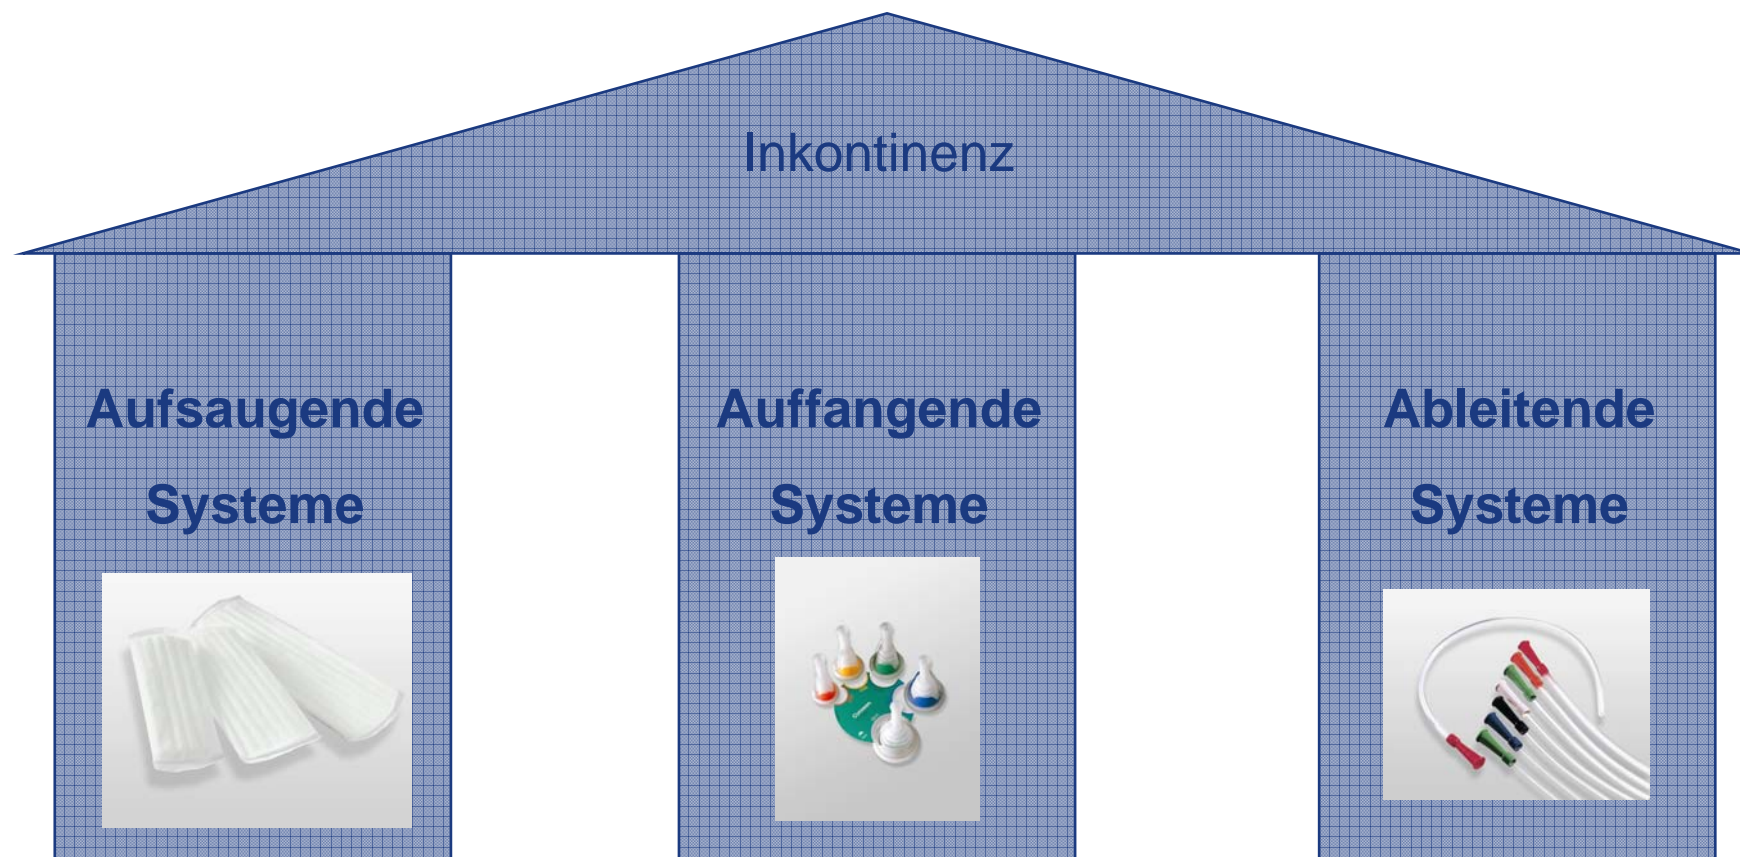 Inkontinenz
Aufsaugende
Systeme
Auffangende
Systeme
Ableitende
Systeme